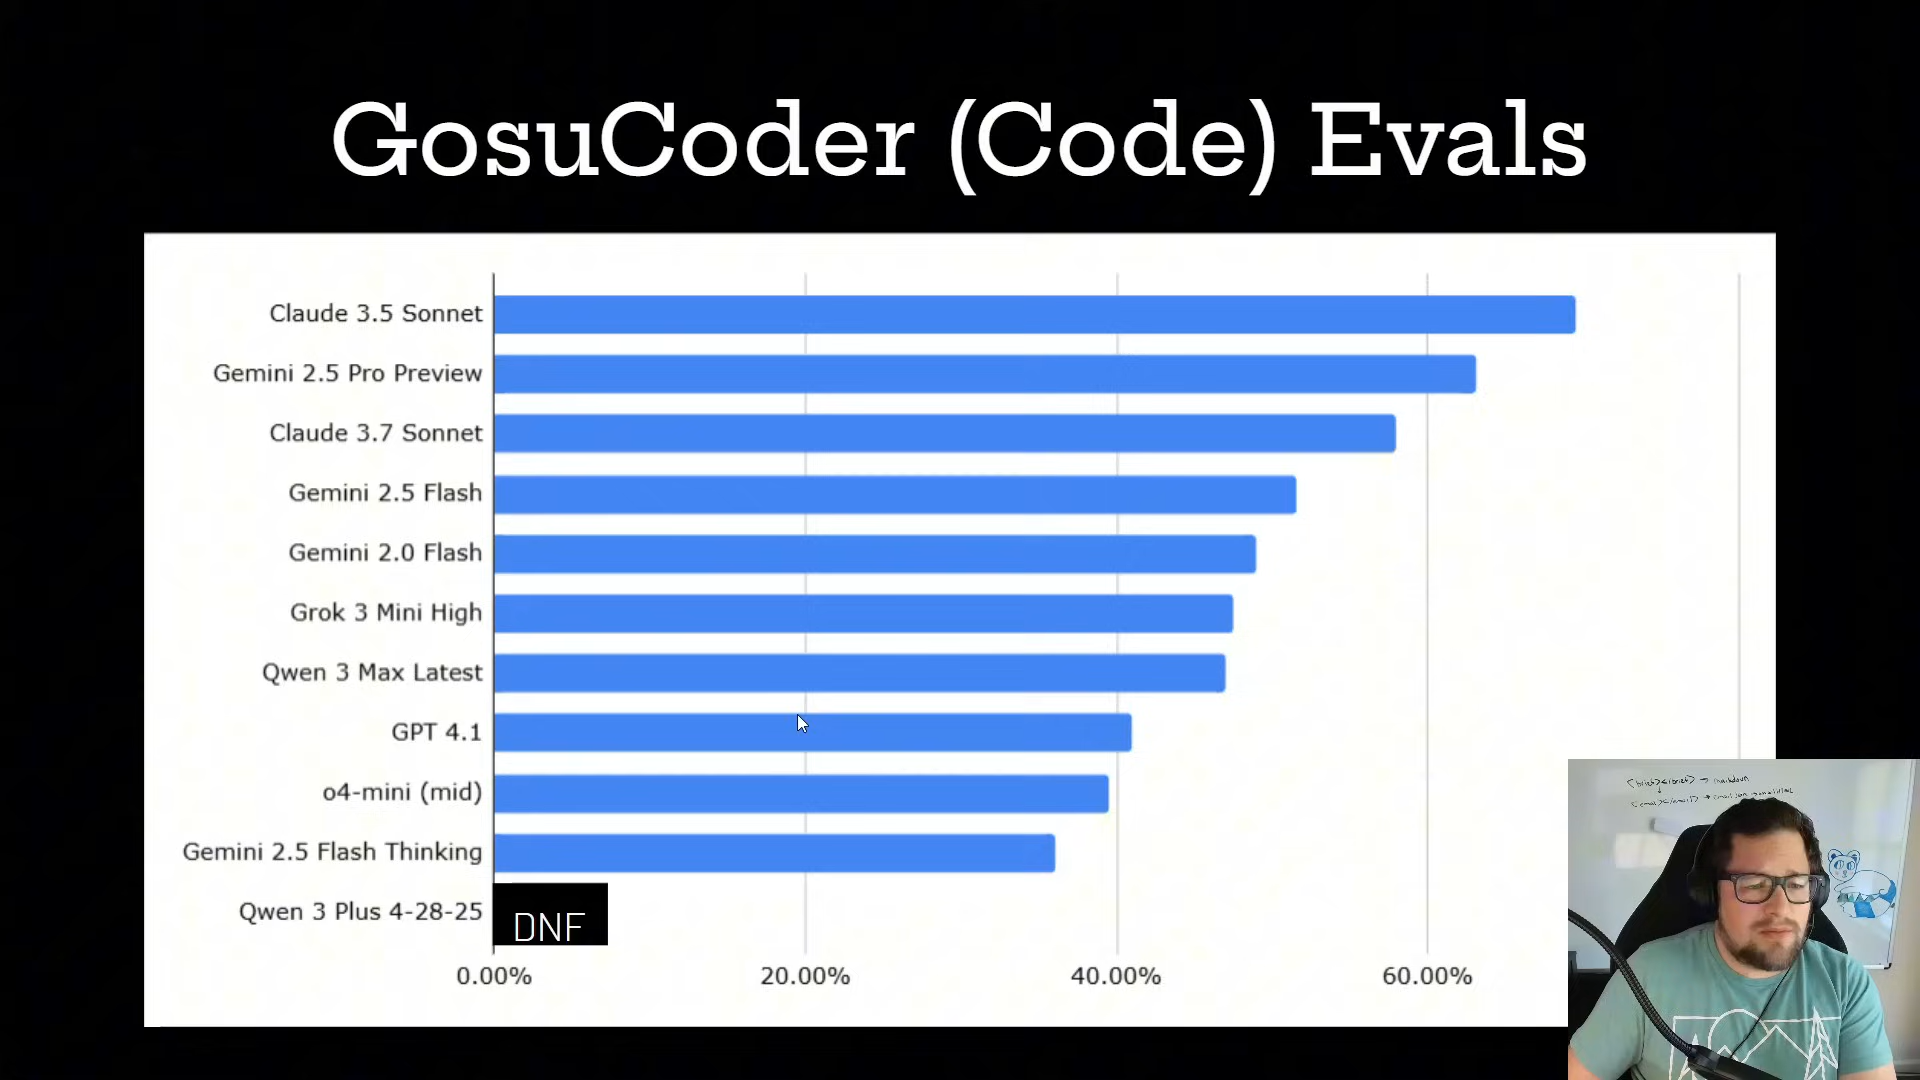 GosuCoder (Code) Evals
Claude 3.5 Sonnet
Gemini 2.5 Pro Preview
Claude 3.7 Sonnet
Gemini 2.5 Flash
Gemini 2.0 Flash
Grok 3 Mini High
Qwen 3 Max Latest
GPT 4.1
o4-mini (mid)
Gemini 2.5 Flash Thinking
Qwen 3 Plus 4-28-25
DNF
0.00% 20.00% 40.00% 60.00%